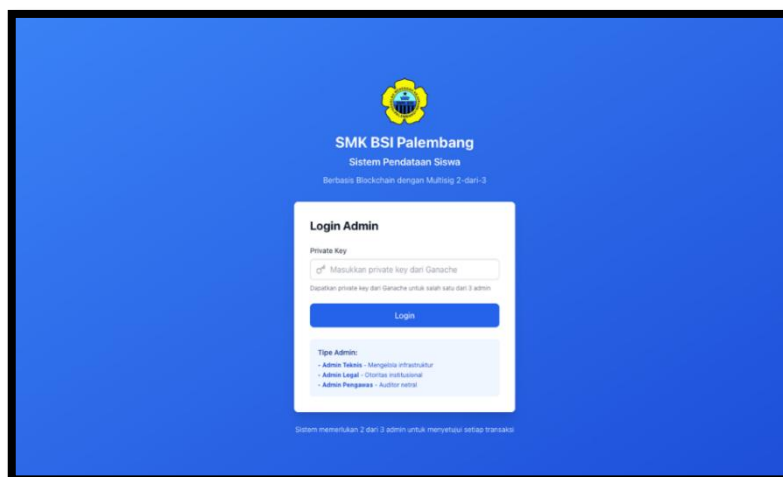 SMK BSI Palembang
Sistem Pendataan Siswa
Berbasis Blockchain dengan Multisig 2-dari-3
Login Admin
Private Key
Masukkan private key dari Ganache
Dapatkan private key dari Ganache untuk salah satu dari 3 admin
Login
Tipe Admin:
- Admin Teknis - Mengelola infrastruktur
- Admin Legal - Otoritas institusional
- Admin Pengawas - Auditor netral
Sistem memerlukan 2 dari 3 admin untuk menyetujui setiap transaksi